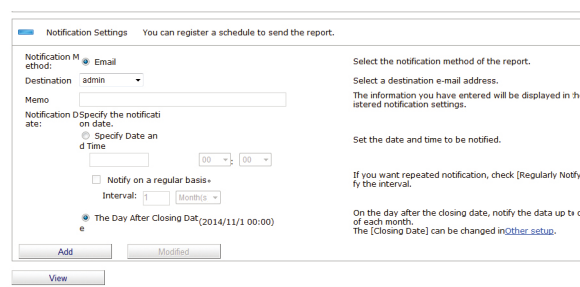 Notification Settings You can register a schedule to send the report.
Notification M
ethod:
Email
Select the notification method of the report.
Destination
admin
Select a destination e-mail address.
Memo
The information you have entered will be displayed in
istered notification settings.
Notification D
ate:
Specify the notificati
on date.
Specify Date an
d Time
Set the date and time to be notified.
00 : 00
Notify on a regular basis»
If you want repeated notification, check [Regularly Notify
fy the interval.
Interval: 1 Month(s
The Day After Closing Dat
e
(2014/11/1 00:00)
On the day after the closing date, notify the data up to
of each month.
The [Closing Date] can be changed inOther setup.
Add
Modified
View